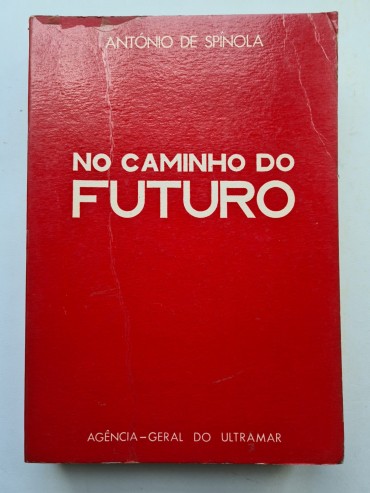 ANTÓNIO DE SPÍNOLA
NO CAMINHO DO
FUTURO
AGÊNCIA-GERAL DO ULTRAMAR